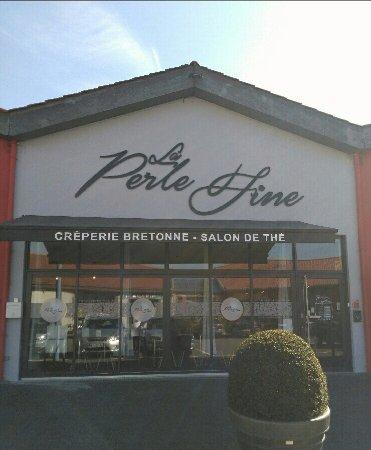 La
Perle Fine
CRÊPERIE BRETONNE - SALON DE THÉ